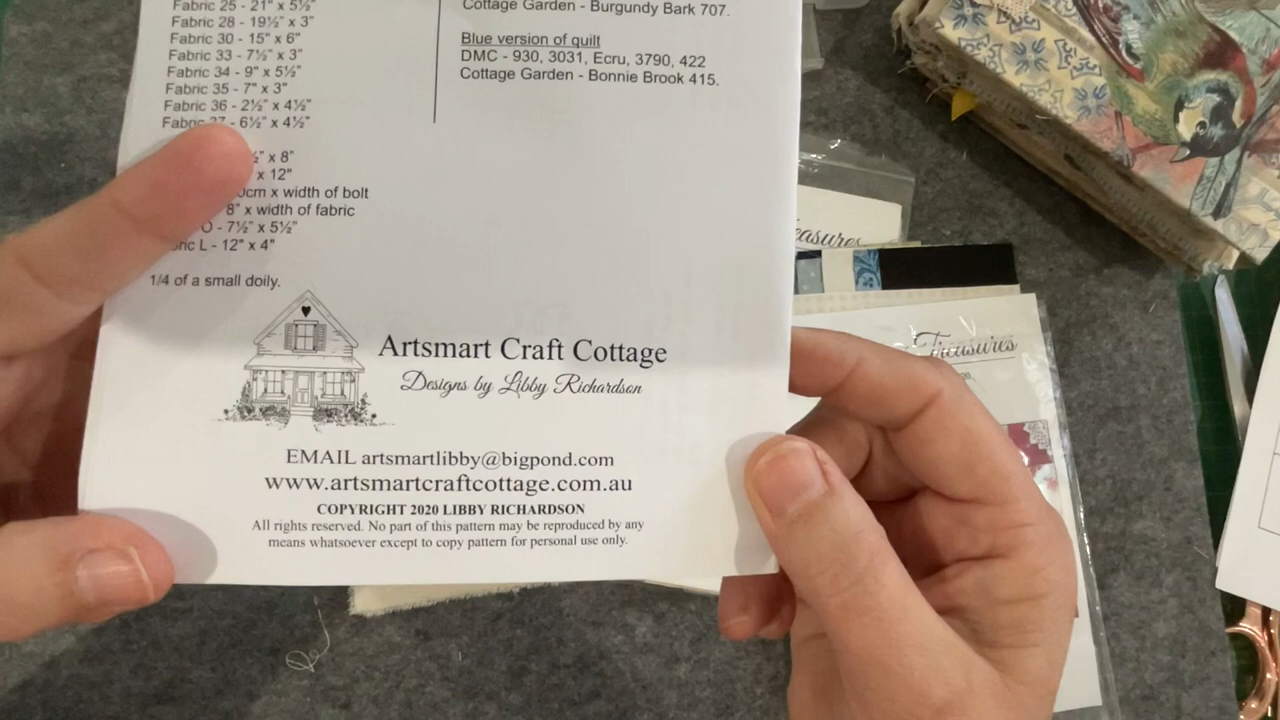 Fabric 25 - 21" x 5½"
Fabric 28 - 19½" x 3"
Fabric 30 - 15" x 6"
Fabric 33 - 7½" x 3"
Fabric 34 - 9" x 5½"
Fabric 35 - 7" x 3"
Fabric 36 - 2½" x 4½"
Fabric 37 - 6½" x 4½"
x 8"
x 12"
x width of bolt
8" x width of fabric
O - 7½" x 5½"
L - 12" x 4"
1/4 of a small doily.
Cottage Garden - Burgundy Bark 707.
Blue version of quilt
DMC - 930, 3031, Ecru, 3790, 422
Cottage Garden - Bonnie Brook 415.
Artsmart Craft Cottage
Designs by Libby Richardson
EMAIL artsmartlibby@bigpond.com
www.artsmartcraftcottage.com.au
COPYRIGHT 2020 LIBBY RICHARDSON
All rights reserved. No part of this pattern may be reproduced by any
means whatsoever except to copy pattern for personal use only.
Treasures